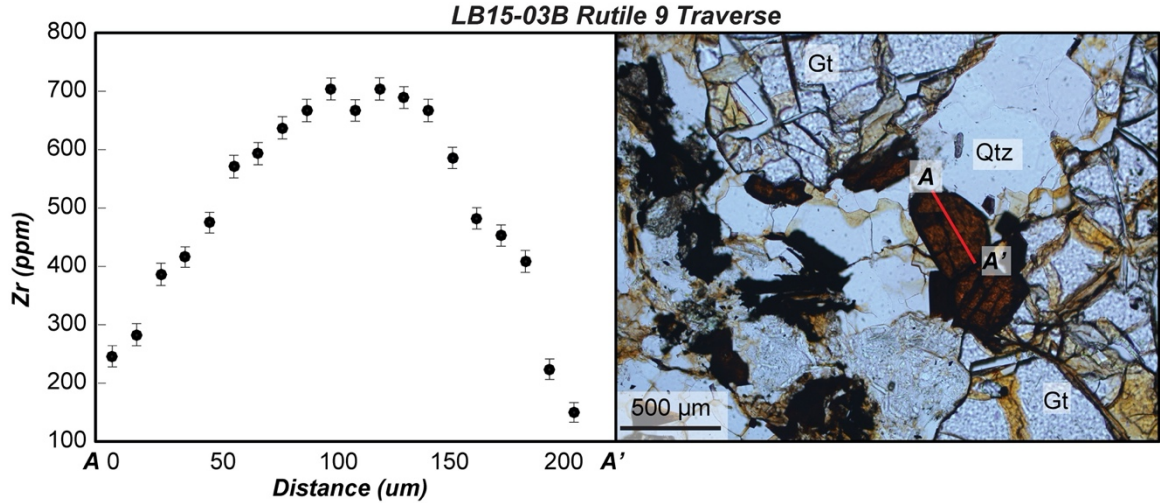 LB15-03B Rutile 9 Traverse
800
700
600
500
400
300
200
100
Zr (ppm)
A 0 50 100 150 200 A'
Distance (um)
Gt
Qtz
A
A'
Gt
500 µm